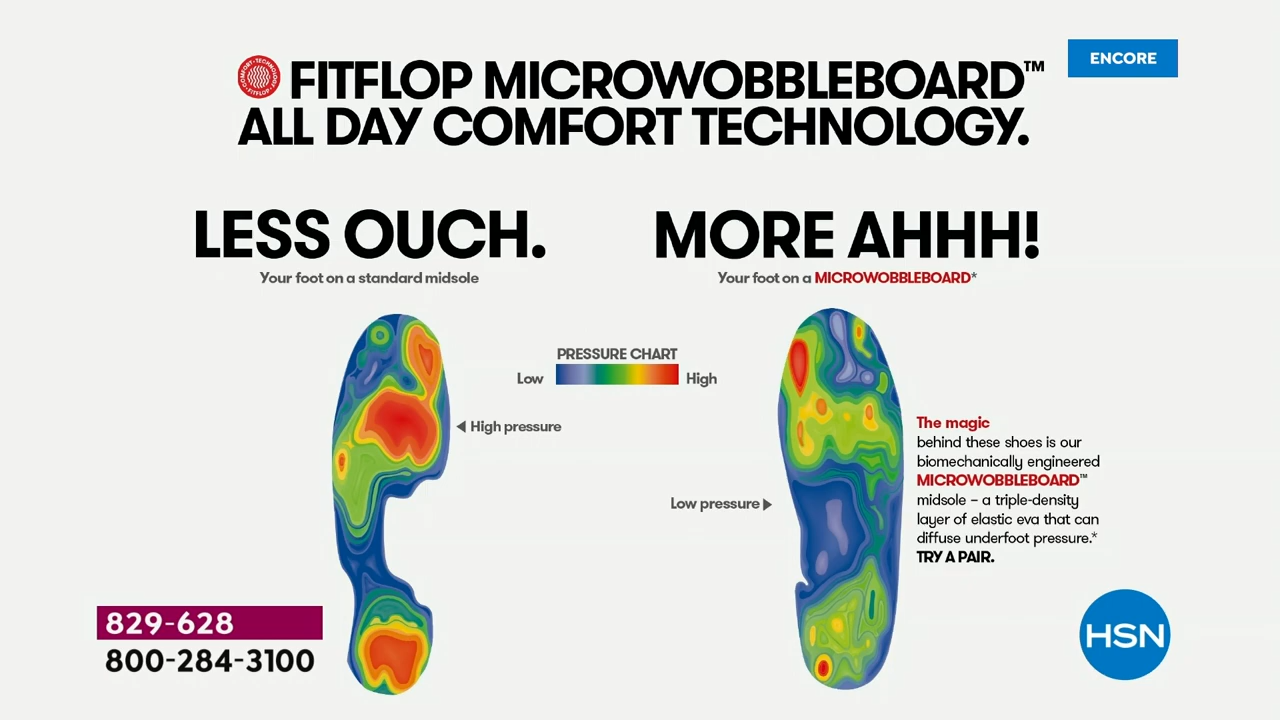 ENCORE
FITFLOP MICROWOBBLEBOARD™
ALL DAY COMFORT TECHNOLOGY.
LESS OUCH.
Your foot on a standard midsole
MORE AHHH!
Your foot on a MICROWOBBLEBOARD*
PRESSURE CHART
Low
High
High pressure
Low pressure
The magic
behind these shoes is our
biomechanically engineered
MICROWOBBLEBOARD™
midsole – a triple-density
layer of elastic eva that can
diffuse underfoot pressure.*
TRY A PAIR.
829-628
800-284-3100
HSN